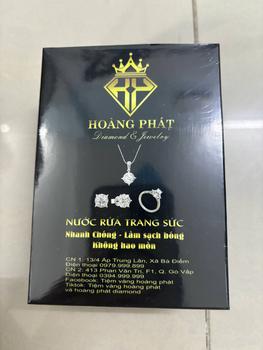 HOÀNG PHÁT
Diamond & Jewelry
NƯỚC RỬA TRANG SỨC
Nhanh Chóng - Làm sạch bóng
Không hao mòn
CN 1: 13/4 Ấp Trung Lân, Xã Bà Điểm
Điện thoại 0979.999.899
CN 2: 413 Phan Văn Trị, F1, Q. Gò Vấp
Điện thoại 0394.999.999
Facebook: Tiệm vàng hoàng phát
Tiktok: Tiệm vàng hoàng phát
và hoàng phát diamond